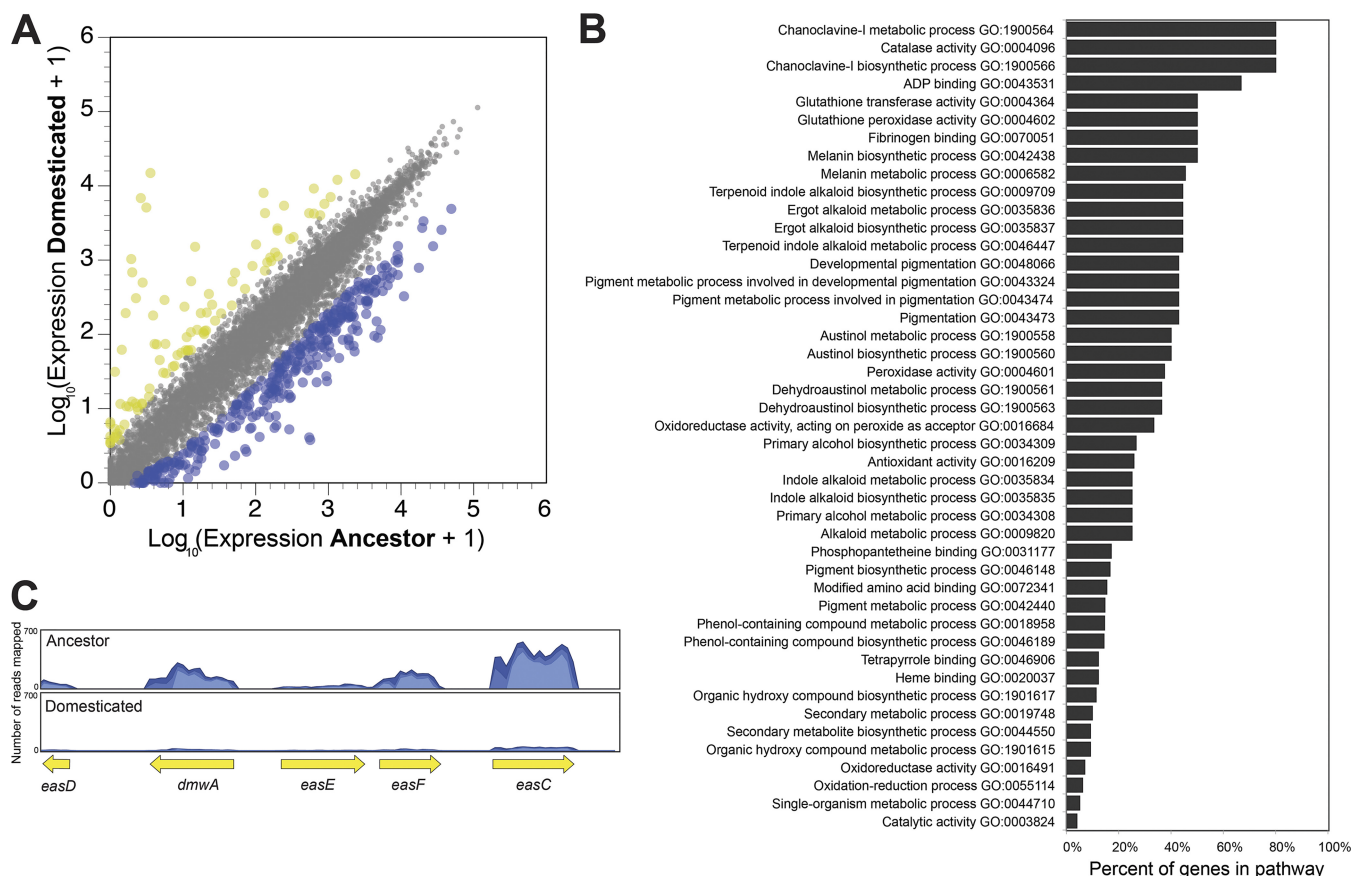 A
6
5
4
3
2
1
0
Log10(Expression Domesticated + 1)
0 1 2 3 4 5 6
Log10(Expression Ancestor + 1)
B
Chanoclavine-I metabolic process GO:1900564
Catalase activity GO:0004096
Chanoclavine-I biosynthetic process GO:1900566
ADP binding GO:0043531
Glutathione transferase activity GO:0004364
Glutathione peroxidase activity GO:0004602
Fibrinogen binding GO:0070051
Melanin biosynthetic process GO:0042438
Melanin metabolic process GO:0006582
Terpenoid indole alkaloid biosynthetic process GO:0009709
Ergot alkaloid metabolic process GO:0035836
Ergot alkaloid biosynthetic process GO:0035837
Terpenoid indole alkaloid metabolic process GO:0046447
Developmental pigmentation GO:0048066
Pigment metabolic process involved in developmental pigmentation GO:0043324
Pigment metabolic process involved in pigmentation GO:0043474
Pigmentation GO:0043473
Austinol metabolic process GO:1900558
Austinol biosynthetic process GO:1900560
Peroxidase activity GO:0004601
Dehydroaustinol metabolic process GO:1900561
Dehydroaustinol biosynthetic process GO:1900563
Oxidoreductase activity, acting on peroxide as acceptor GO:0016684
Primary alcohol biosynthetic process GO:0034309
Antioxidant activity GO:0016209
Indole alkaloid metabolic process GO:0035834
Indole alkaloid biosynthetic process GO:0035835
Primary alcohol metabolic process GO:0034308
Alkaloid metabolic process GO:0009820
Phosphopantetheine binding GO:0031177
Pigment biosynthetic process GO:0046148
Modified amino acid binding GO:0072341
Pigment metabolic process GO:0042440
Phenol-containing compound metabolic process GO:0018958
Phenol-containing compound biosynthetic process GO:0046189
Tetrapyrrole binding GO:0046906
Heme binding GO:0020037
Organic hydroxy compound biosynthetic process GO:1901617
Secondary metabolic process GO:0019748
Secondary metabolite biosynthetic process GO:0044550
Organic hydroxy compound metabolic process GO:1901615
Oxidoreductase activity GO:0016491
Oxidation-reduction process GO:0055114
Single-organism metabolic process GO:0044710
Catalytic activity GO:0003824
0% 20% 40% 60% 80% 100%
Percent of genes in pathway
C
Number of reads mapped
700
Ancestor
0
700
Domesticated
0
easD dmwA easE easF easC